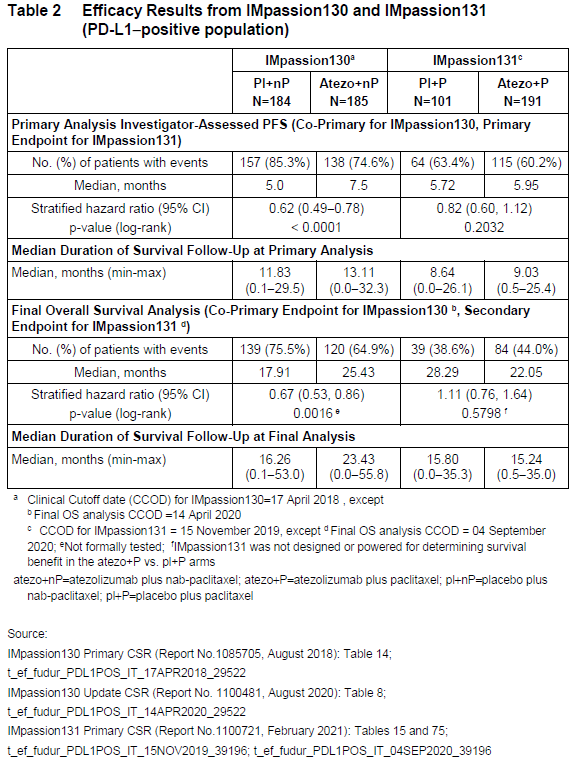 Table 2 Efficacy Results from IMpassion130 and IMpassion131
(PD-L1–positive population)
IMpassion130a IMpassion131c
Pl+nP Atezo+nP Pl+P Atezo+P
N=184 N=185 N=101 N=191
Primary Analysis Investigator-Assessed PFS (Co-Primary for IMpassion130, Primary
Endpoint for IMpassion131)
No. (%) of patients with events 157 (85.3%) 138 (74.6%) 64 (63.4%) 115 (60.2%)
Median, months 5.0 7.5 5.72 5.95
Stratified hazard ratio (95% CI) 0.62 (0.49–0.78) 0.82 (0.60, 1.12)
p-value (log-rank) < 0.0001 0.2032
Median Duration of Survival Follow-Up at Primary Analysis
Median, months (min-max) 11.83 13.11 8.64 9.03
(0.1–29.5) (0.0–32.3) (0.0–26.1) (0.5–25.4)
Final Overall Survival Analysis (Co-Primary Endpoint for IMpassion130 b, Secondary
Endpoint for IMpassion131 d)
No. (%) of patients with events 139 (75.5%) 120 (64.9%) 39 (38.6%) 84 (44.0%)
Median, months 17.91 25.43 28.29 22.05
Stratified hazard ratio (95% CI) 0.67 (0.53, 0.86) 1.11 (0.76, 1.64)
p-value (log-rank) 0.0016 e 0.5798 f
Median Duration of Survival Follow-Up at Final Analysis
Median, months (min-max) 16.26 23.43 15.80 15.24
(0.1–53.0) (0.0–55.8) (0.0–35.3) (0.5–35.0)
a Clinical Cutoff date (CCOD) for IMpassion130=17 April 2018 , except
b Final OS analysis CCOD =14 April 2020
c CCOD for IMpassion131 = 15 November 2019, except d Final OS analysis CCOD = 04 September
2020; eNot formally tested; fIMpassion131 was not designed or powered for determining survival
benefit in the atezo+P vs. pl+P arms
atezo+nP=atezolizumab plus nab-paclitaxel; atezo+P=atezolizumab plus paclitaxel; pl+nP=placebo plus
nab-paclitaxel; pl+P=placebo plus paclitaxel
Source:
IMpassion130 Primary CSR (Report No.1085705, August 2018): Table 14;
t_ef_fudur_PDL1POS_IT_17APR2018_29522
IMpassion130 Update CSR (Report No. 1100481, August 2020): Table 8;
t_ef_fudur_PDL1POS_IT_14APR2020_29522
IMpassion131 Primary CSR (Report No.1100721, February 2021): Tables 15 and 75;
t_ef_fudur_PDL1POS_IT_15NOV2019_39196; t_ef_fudur_PDL1POS_IT_04SEP2020_39196